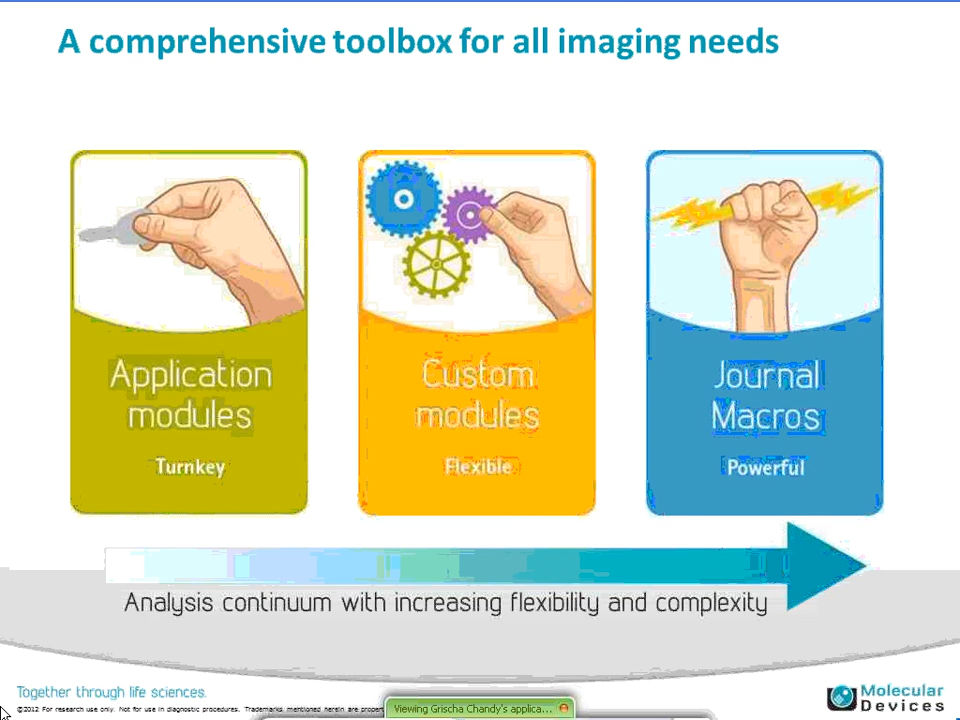 A comprehensive toolbox for all imaging needs
Application
modules
Turnkey
Custom
modules
Flexible
Journal
Macros
Powerful
Analysis continuum with increasing flexibility and complexity
Together through life sciences.
©2012 For research use only. Not for use in diagnostic procedures. Trademarks mentioned herein are proper
Viewing Grischa Chandy's applica...
Molecular
Devices